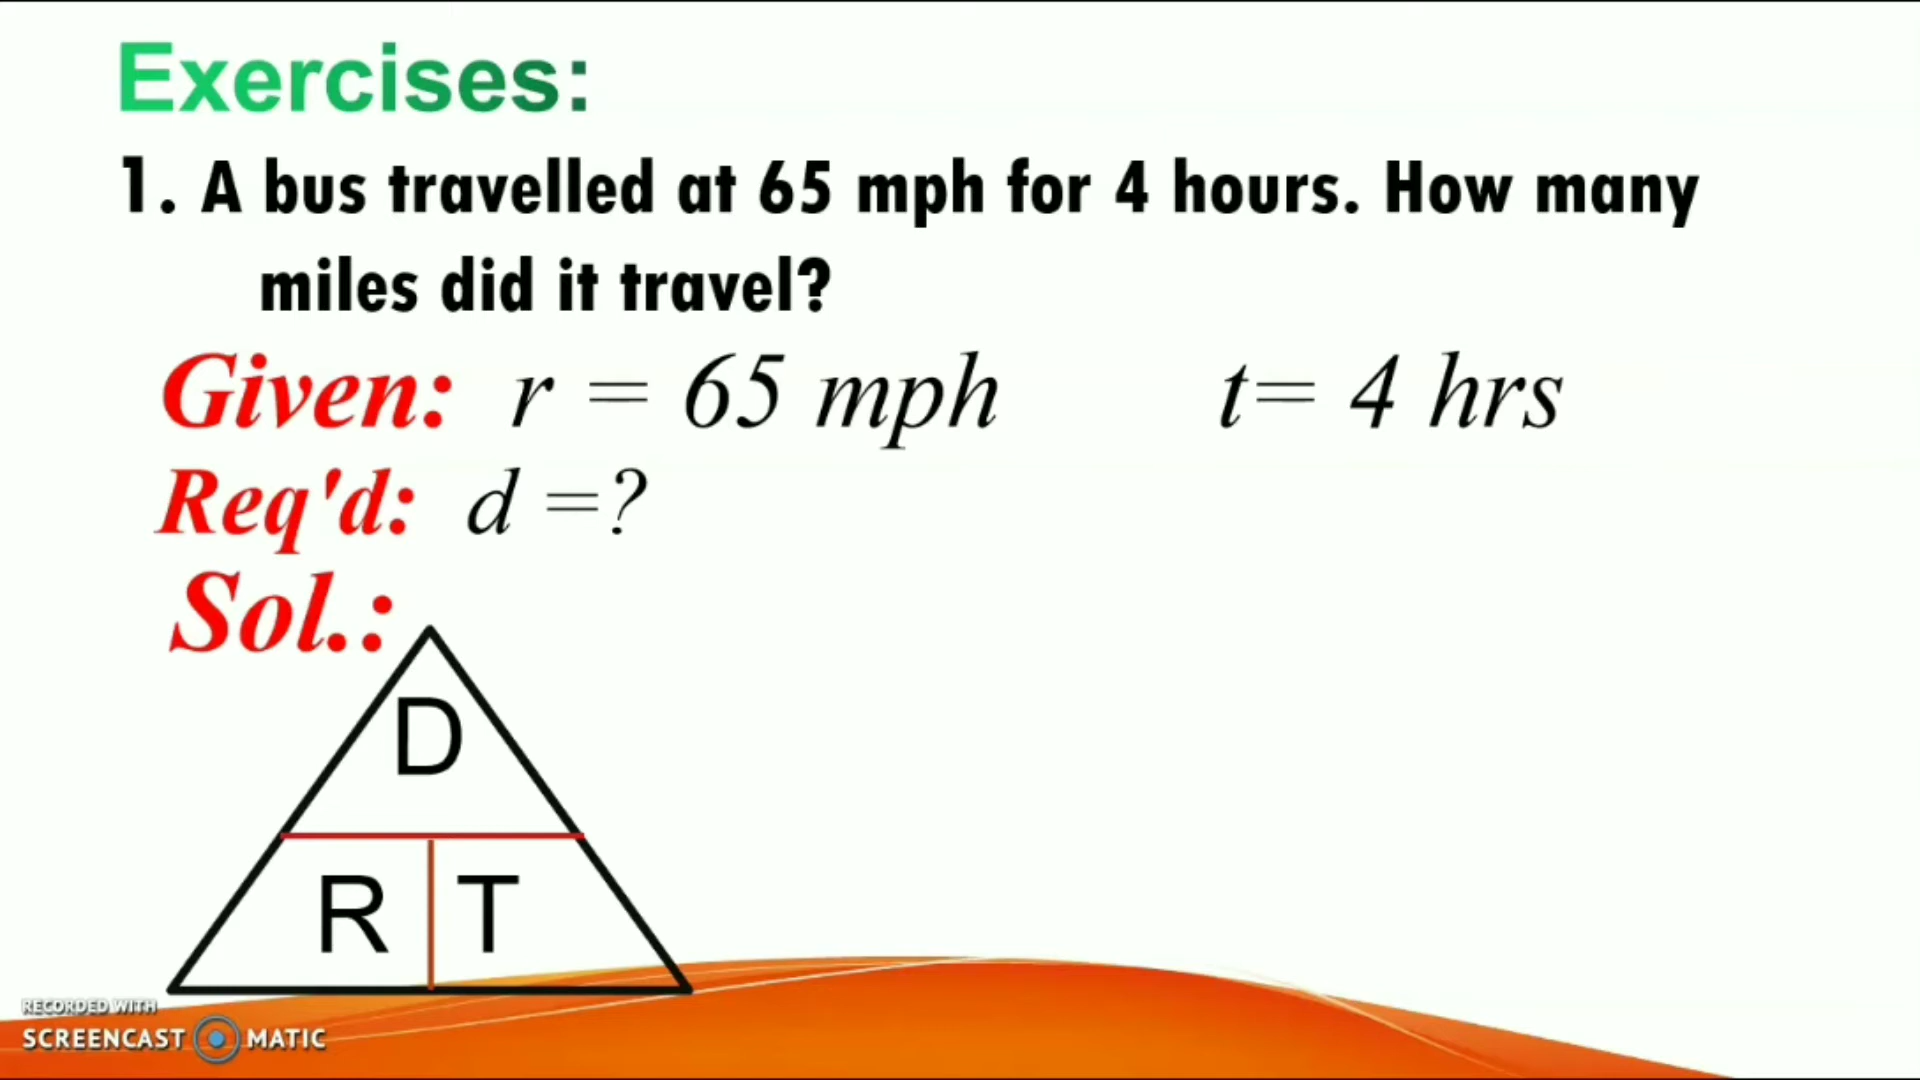 Exercises:
1. A bus travelled at 65 mph for 4 hours. How many
miles did it travel?
Given: r = 65 mph t= 4 hrs
Req'd: d =?
Sol.:
D
R T
RECORDED WITH
SCREENCAST MATIC